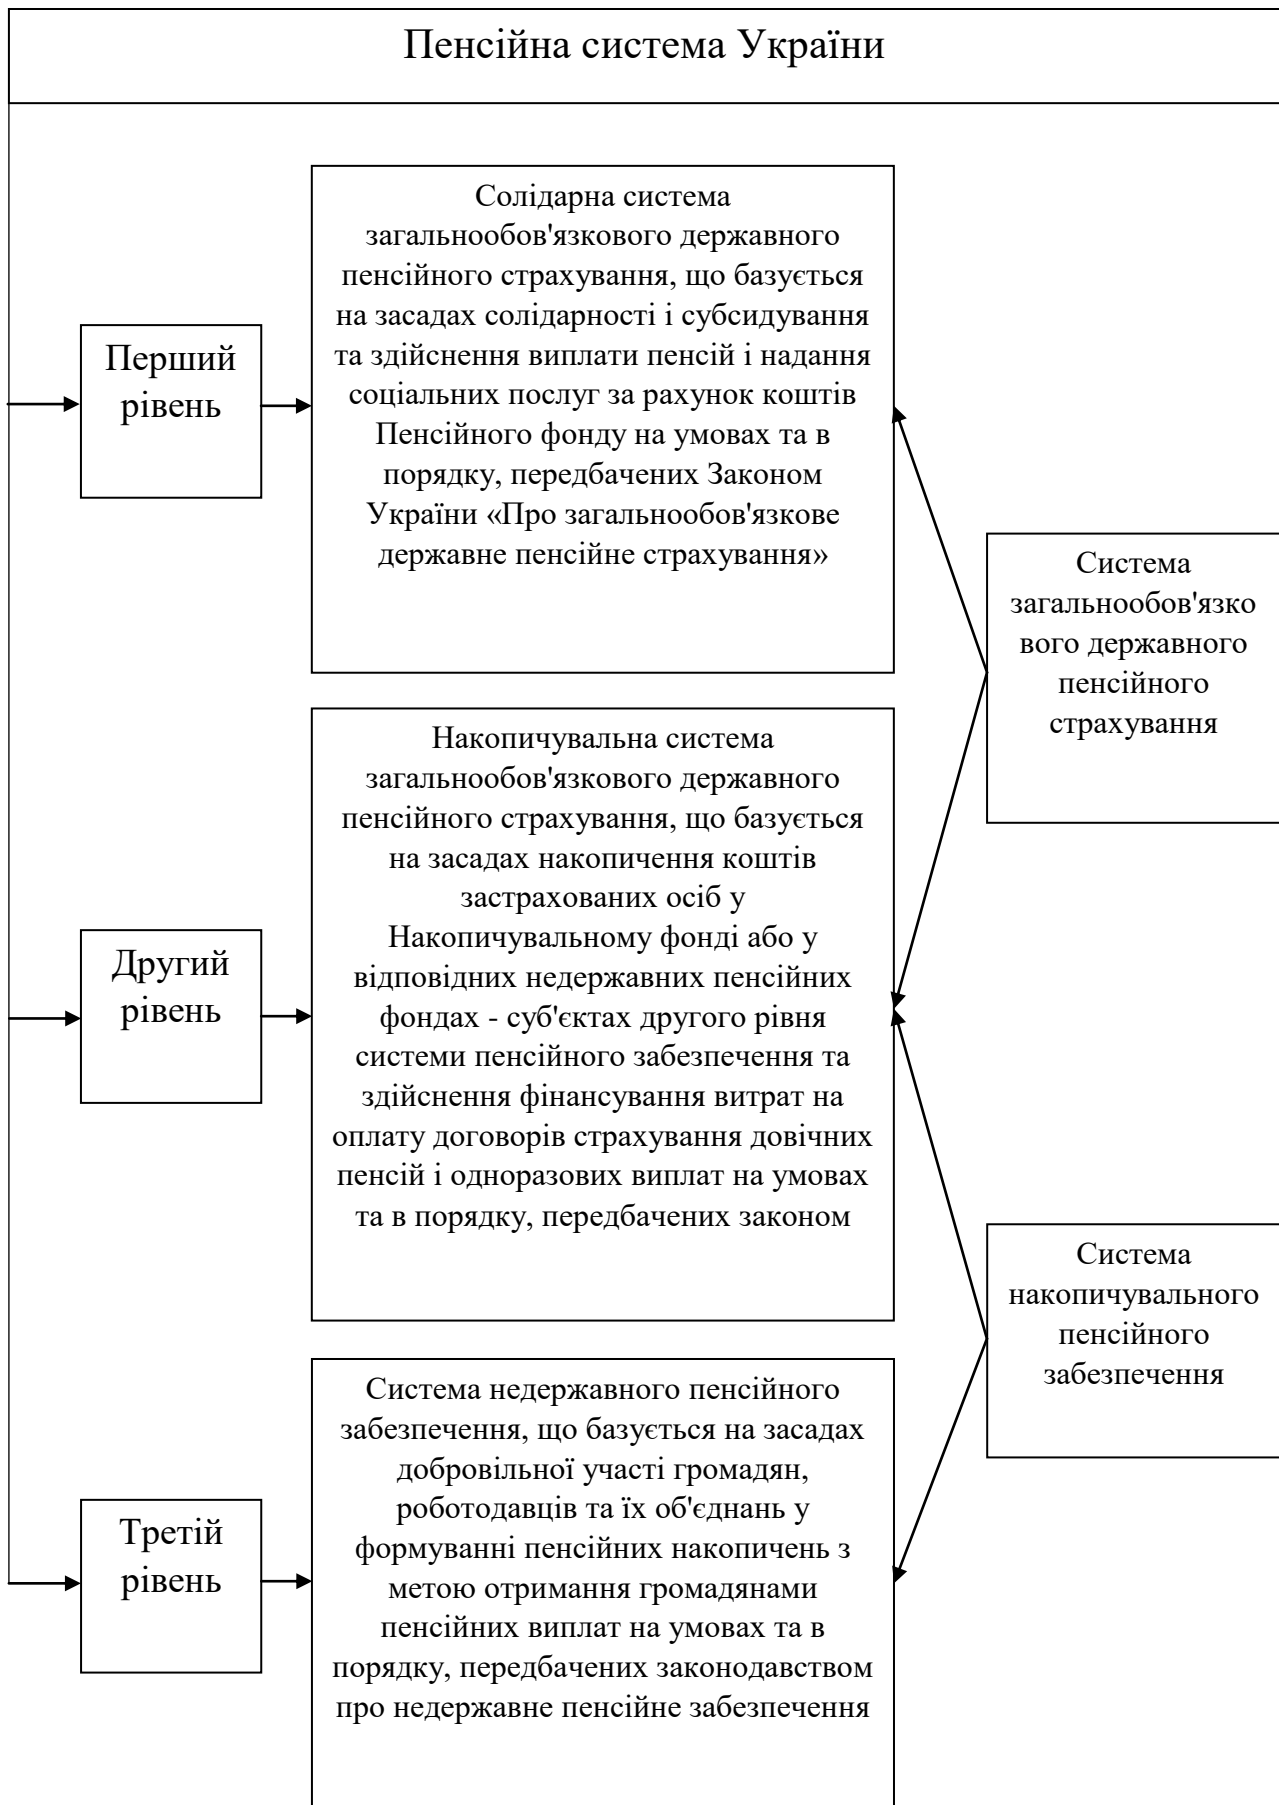 Пенсійна система України
Перший
рівень
Солідарна система
загальнообов'язкового державного
пенсійного страхування, що базується
на засадах солідарності і субсидування
та здійснення виплати пенсій і надання
соціальних послуг за рахунок коштів
Пенсійного фонду на умовах та в
порядку, передбачених Законом
України «Про загальнообов'язкове
державне пенсійне страхування»
Система
загальнообов'язко
вого державного
пенсійного
страхування
Другий
рівень
Накопичувальна система
загальнообов'язкового державного
пенсійного страхування, що базується
на засадах накопичення коштів
застрахованих осіб у
Накопичувальному фонді або у
відповідних недержавних пенсійних
фондах - суб'єктах другого рівня
системи пенсійного забезпечення та
здійснення фінансування витрат на
оплату договорів страхування довічних
пенсій і одноразових виплат на умовах
та в порядку, передбачених законом
Система
накопичувального
пенсійного
забезпечення
Третій
рівень
Система недержавного пенсійного
забезпечення, що базується на засадах
добровільної участі громадян,
роботодавців та їх об'єднань у
формуванні пенсійних накопичень з
метою отримання громадянами
пенсійних виплат на умовах та в
порядку, передбачених законодавством
про недержавне пенсійне забезпечення